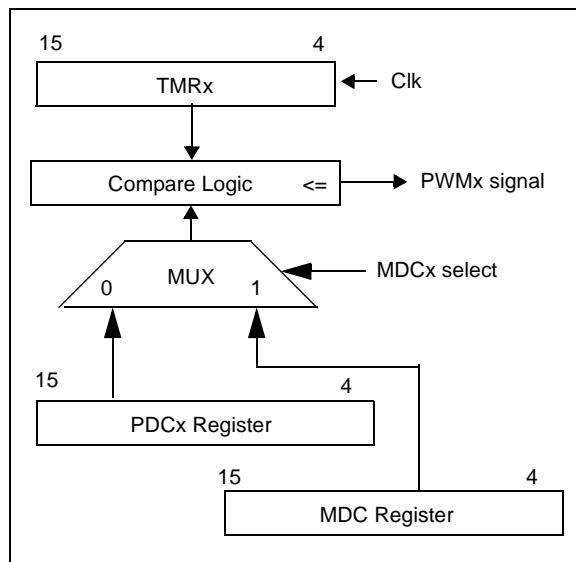 15 4
TMRx
Clk
Compare Logic <=
PWMx signal
MUX
MDCx select
0 1
15 4
PDCx Register
15 4
MDC Register